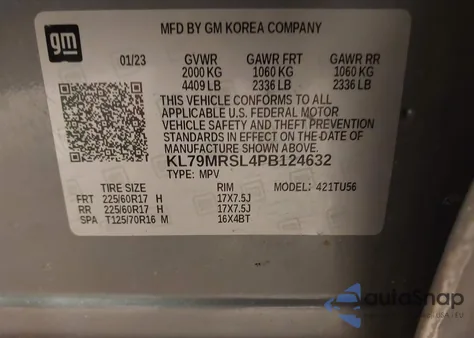 gm
MFD BY GM KOREA COMPANY
01/23 GVWR GAWR FRT GAWR RR
2000 KG 1060 KG 1060 KG
4409 LB 2336 LB 2336 LB
THIS VEHICLE CONFORMS TO ALL
APPLICABLE U.S. FEDERAL MOTOR
VEHICLE SAFETY AND THEFT PREVENTION
STANDARDS IN EFFECT ON THE DATE OF
MANUFACTURE SHOWN ABOVE.
KL79MRSL4PB124632
TYPE: MPV MODEL: 421TU56
TIRE SIZE RIM
FRT 225/60R17 H 17X7.5J
RR 225/60R17 H 17X7.5J
SPA T125/70R16 M 16X4BT
AulaSnap